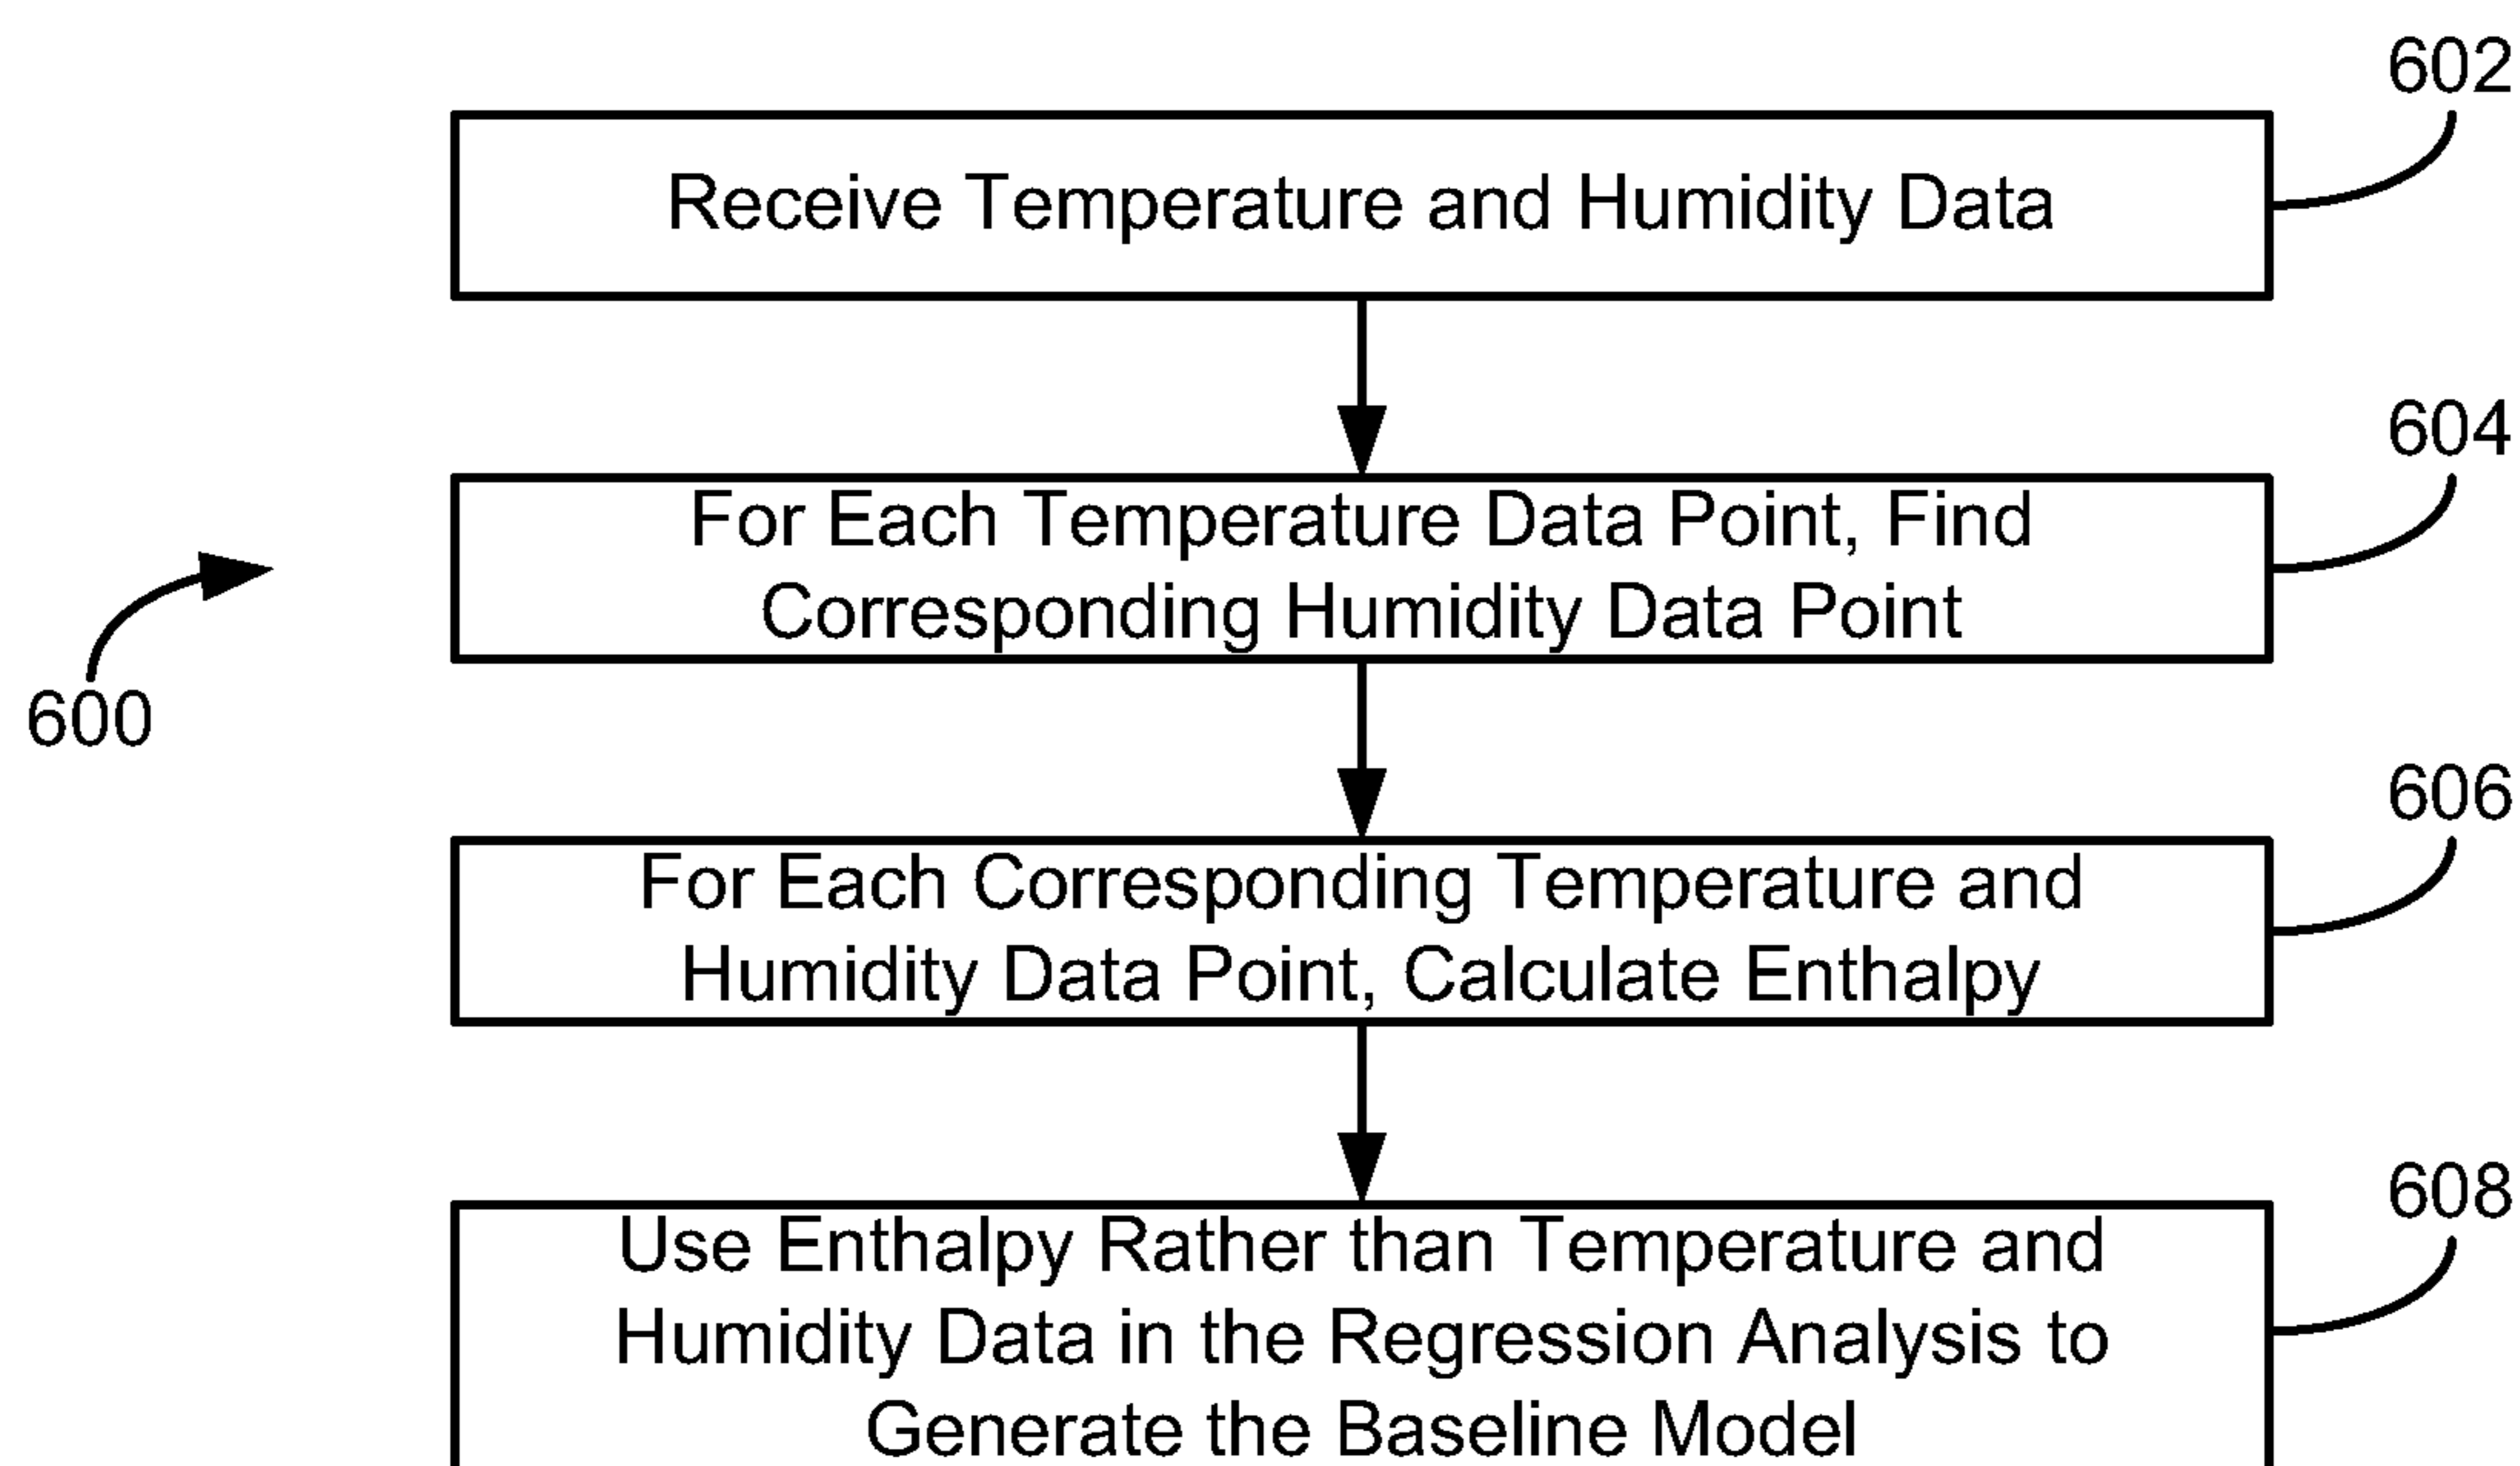 602
Receive Temperature and Humidity Data
604
For Each Temperature Data Point, Find
Corresponding Humidity Data Point
600
606
For Each Corresponding Temperature and
Humidity Data Point, Calculate Enthalpy
608
Use Enthalpy Rather than Temperature and
Humidity Data in the Regression Analysis to
Generate the Baseline Model